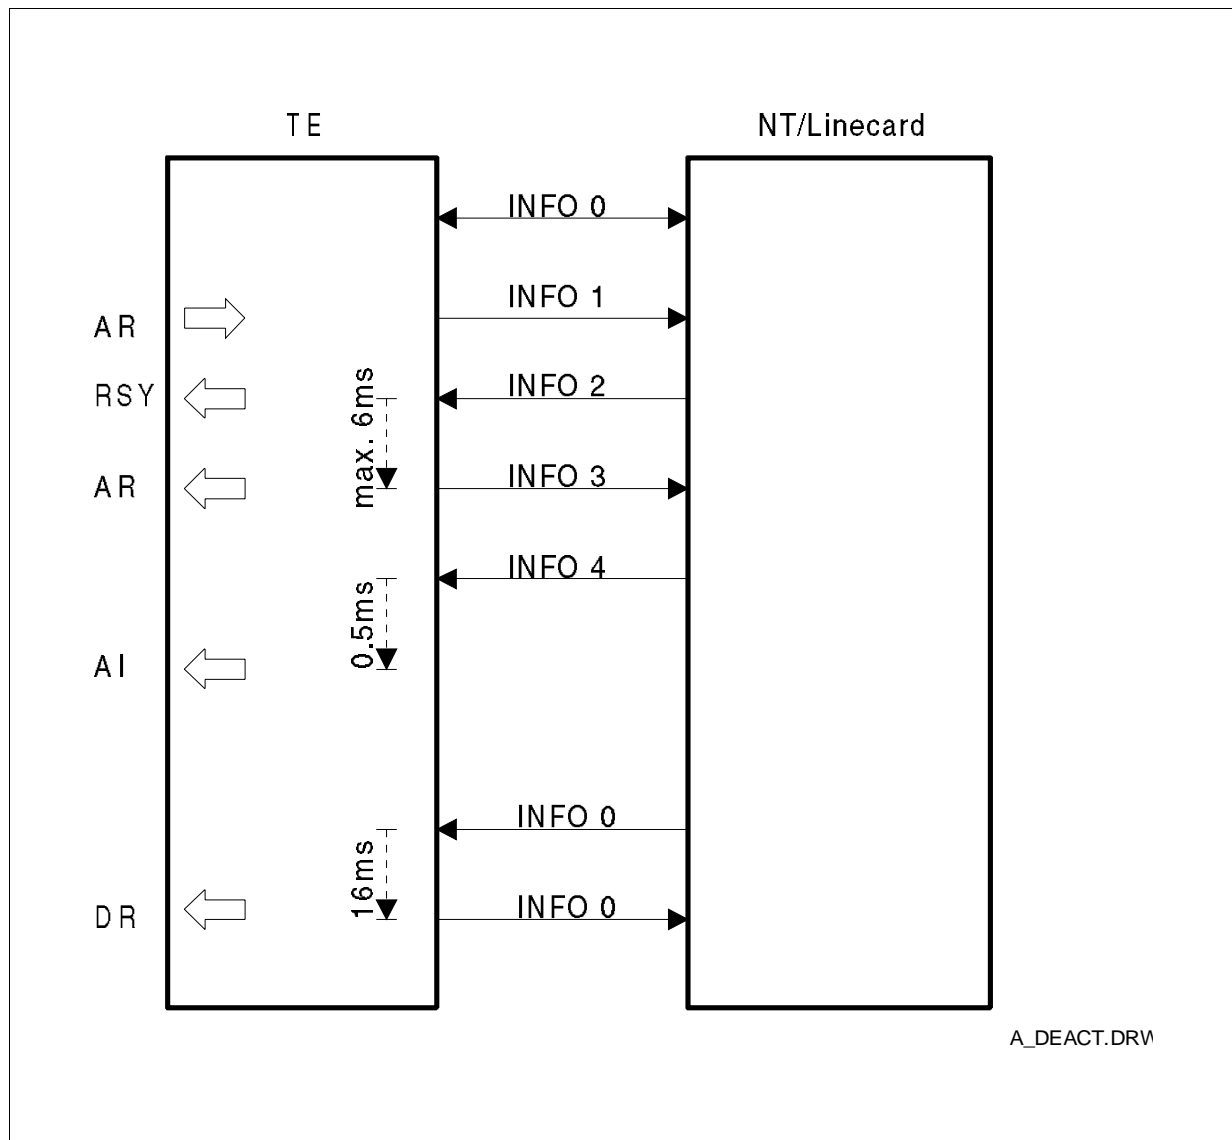 TE
NT/Linecard
INFO 0
INFO 1
AR
RSY
INFO 2
max. 6ms
AR
INFO 3
INFO 4
0.5ms
AI
INFO 0
16ms
DR
INFO 0
A_DEACT.DRW